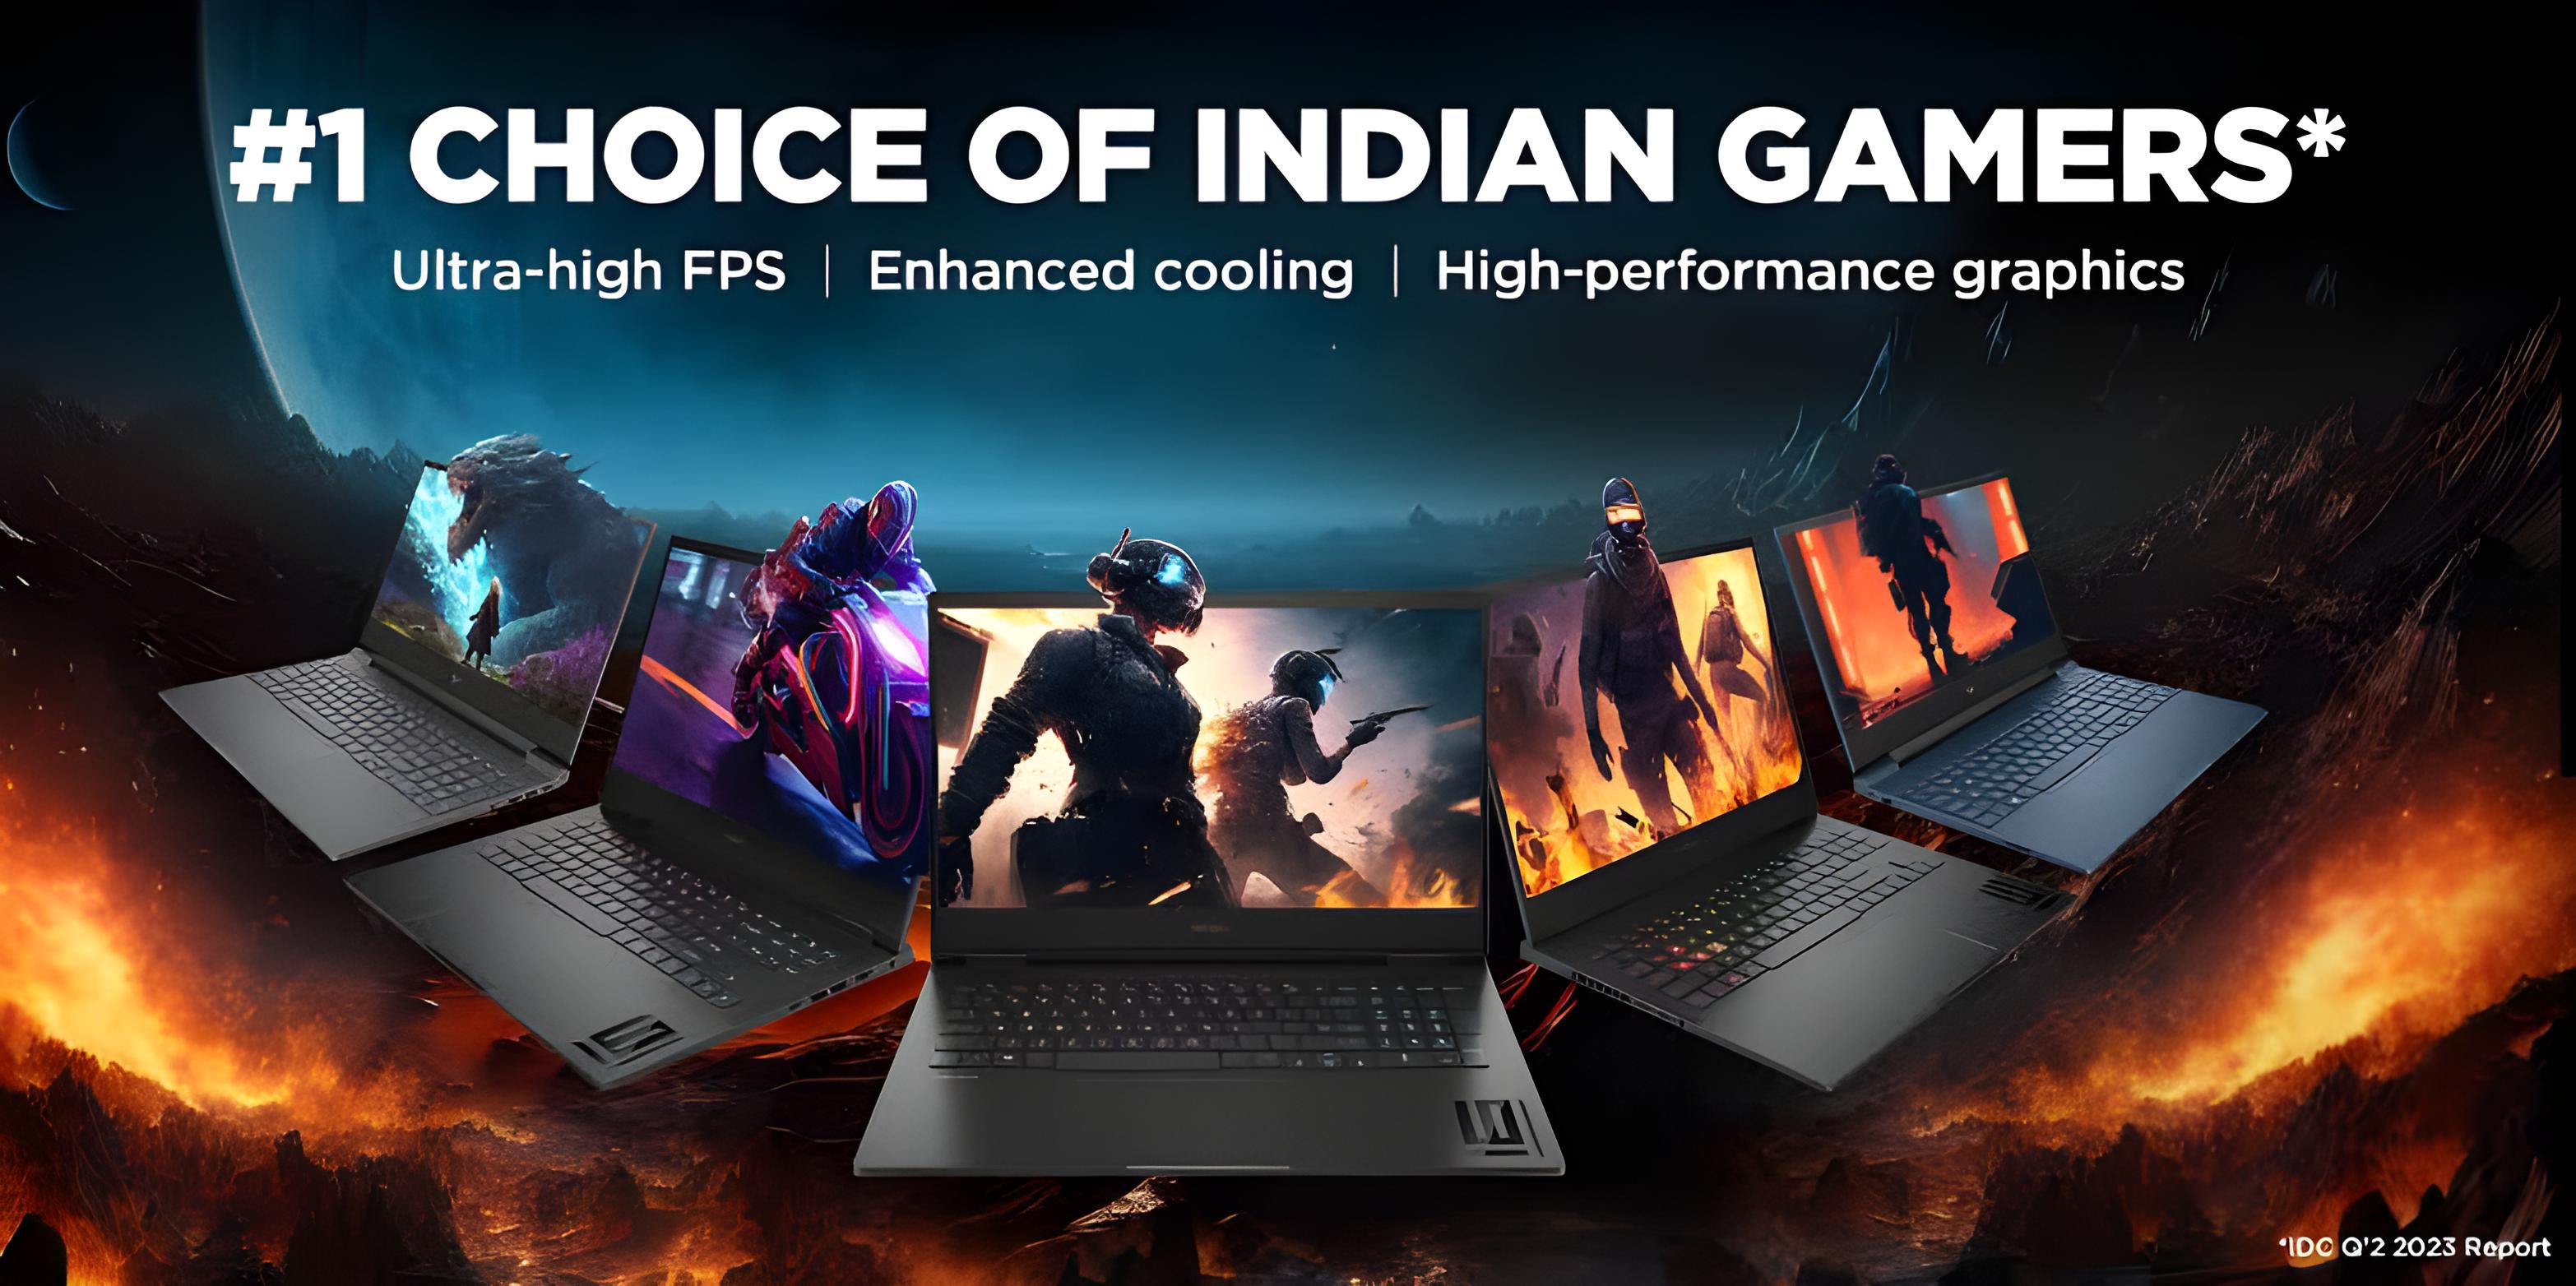 #1 CHOICE OF INDIAN GAMERS*
Ultra-high FPS | Enhanced cooling | High-performance graphics
*IDC Q'2 2023 Report